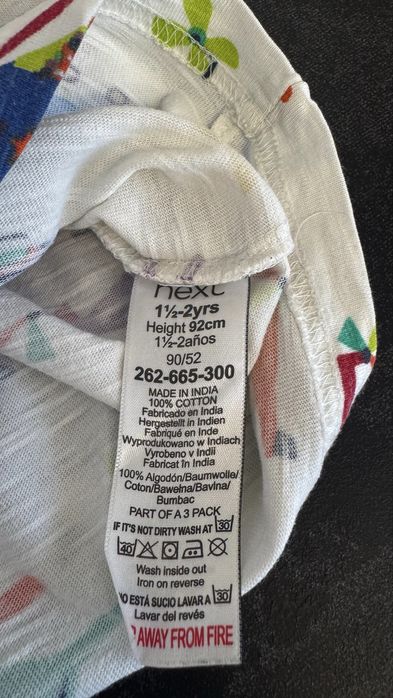 next
1½-2yrs
Height 92cm
1½-2años
90/52
262-665-300
MADE IN INDIA
100% COTTON
Fabricado en India
Hergestellt in Indien
Fabriqué en Inde
Wyprodukowano w Indiach
Vyrobeno v Indii
Fabricat în India
100% Algodón/Baumwolle/
Coton/Bawełna/Bavlna/
Bumbac
PART OF A 3 PACK
IF IT'S NOT DIRTY WASH AT 30
40
Wash inside out
Iron on reverse
NO ESTÁ SUCIO LAVAR A 30
Lavar del revés
AWAY FROM FIRE